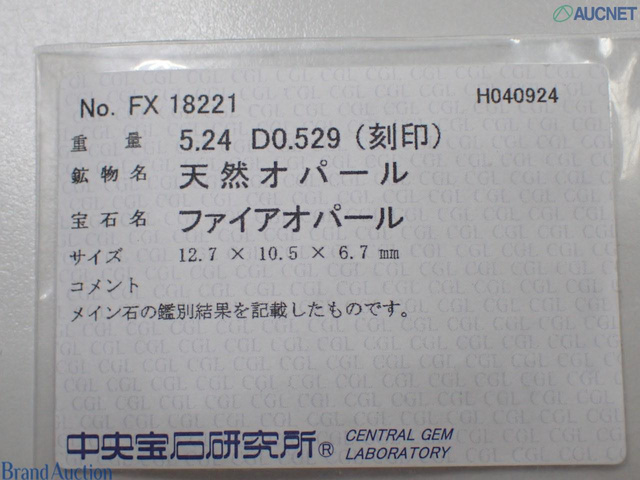 AUCNET
No. FX 18221
H040924
重量 5.24 D0.529 (刻印)
鉱物名 天然オパール
宝石名 ファイアオパール
サイズ 12.7 × 10.5 × 6.7 mm
コメント
メイン石の鑑別結果を記載したものです。
中央宝石研究所® CENTRAL GEM
LABORATORY
BrandAuction